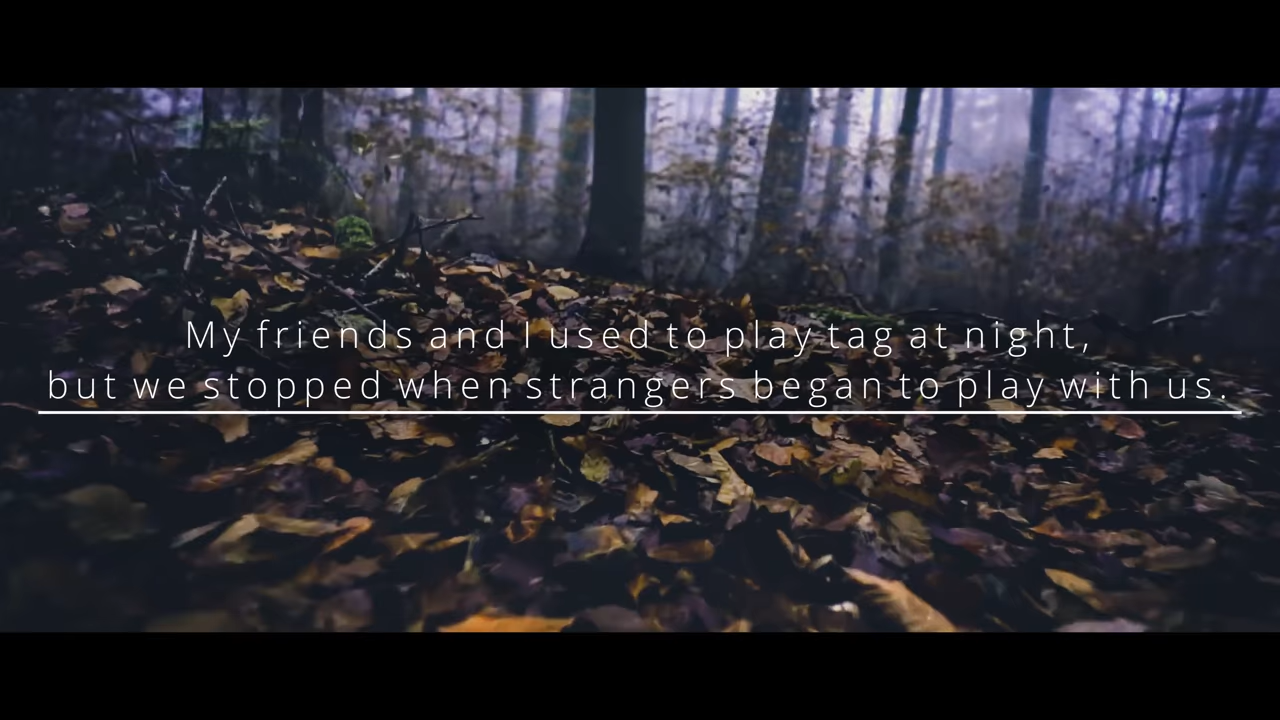 My friends and I used to play tag at night,
but we stopped when strangers began to play with us.